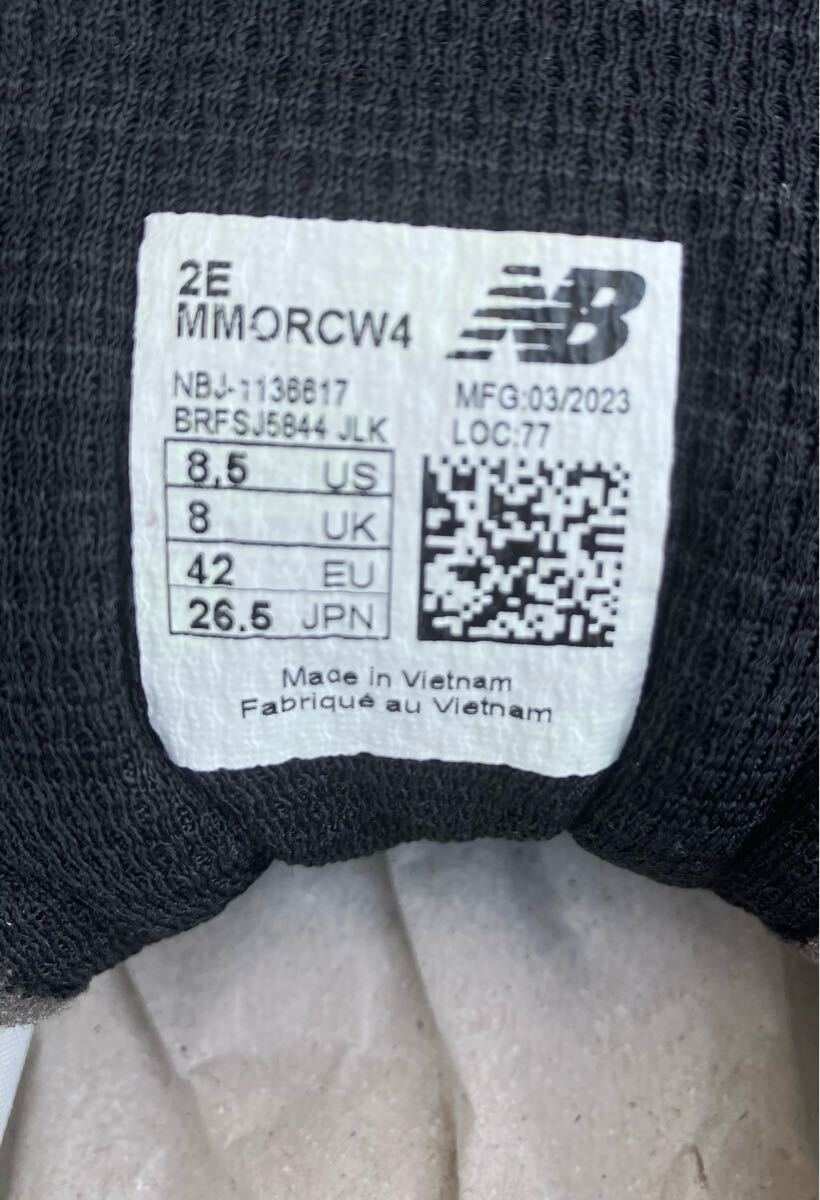 2E
MMORCW4
NB
NBJ-1136617
BRFSJ5844 JLK
MFG:03/2023
LOC:77
8.5 US
8 UK
42 EU
26.5 JPN
Made in Vietnam
Fabriqué au Vietnam